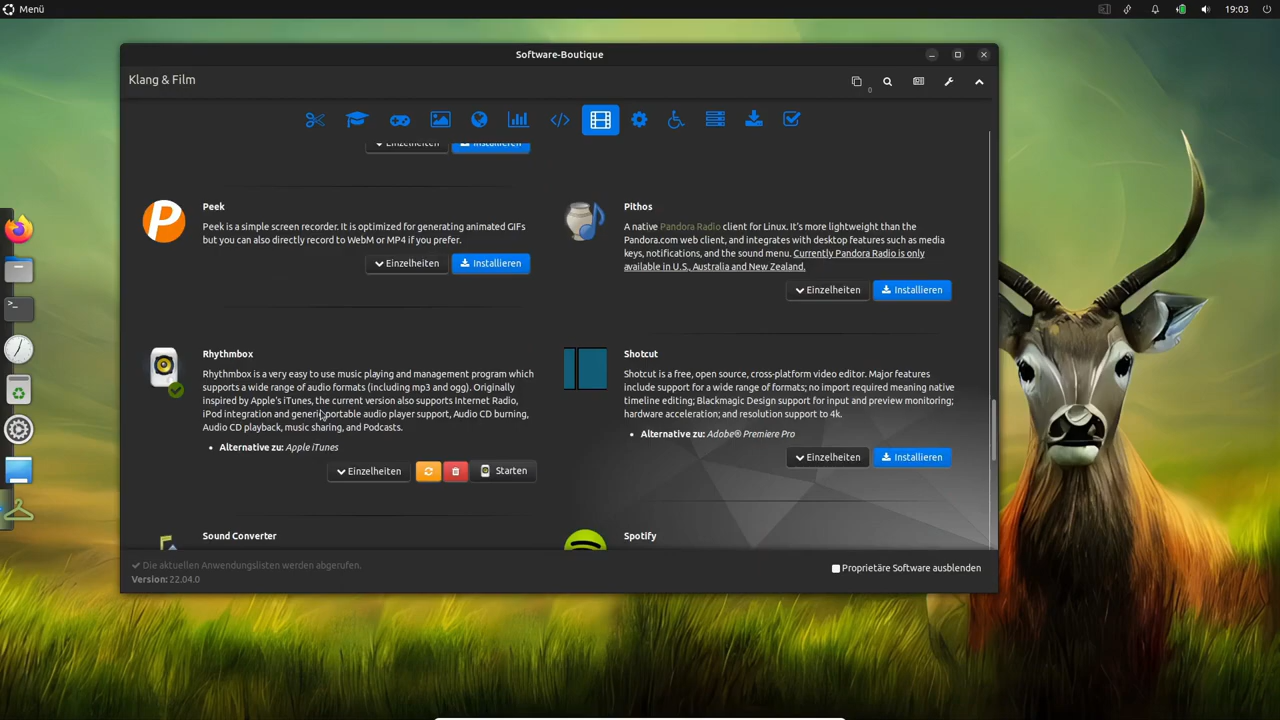 Menü
19:03
Software-Boutique
Klang & Film
0
Einzelheiten
Installieren
Peek
Peek is a simple screen recorder. It is optimized for generating animated GIFs
but you can also directly record to WebM or MP4 if you prefer.
Einzelheiten
Installieren
Pithos
A native Pandora Radio client for Linux. It's more lightweight than the
Pandora.com web client, and integrates with desktop features such as media
keys, notifications, and the sound menu. Currently Pandora Radio is only
available in U.S., Australia and New Zealand.
Einzelheiten
Installieren
Rhythmbox
Rhythmbox is a very easy to use music playing and management program which
supports a wide range of audio formats (including mp3 and ogg). Originally
inspired by Apple's iTunes, the current version also supports Internet Radio,
iPod integration and generic portable audio player support, Audio CD burning,
Audio CD playback, music sharing, and Podcasts.
• Alternative zu: Apple iTunes
Einzelheiten
Starten
Shotcut
Shotcut is a free, open source, cross-platform video editor. Major features
include support for a wide range of formats; no import required meaning native
timeline editing; Blackmagic Design support for input and preview monitoring;
hardware acceleration; and resolution support to 4k.
• Alternative zu: Adobe® Premiere Pro
Einzelheiten
Installieren
Sound Converter
Spotify
Die aktuellen Anwendungslisten werden abgerufen.
Version: 22.04.0
Proprietäre Software ausblenden